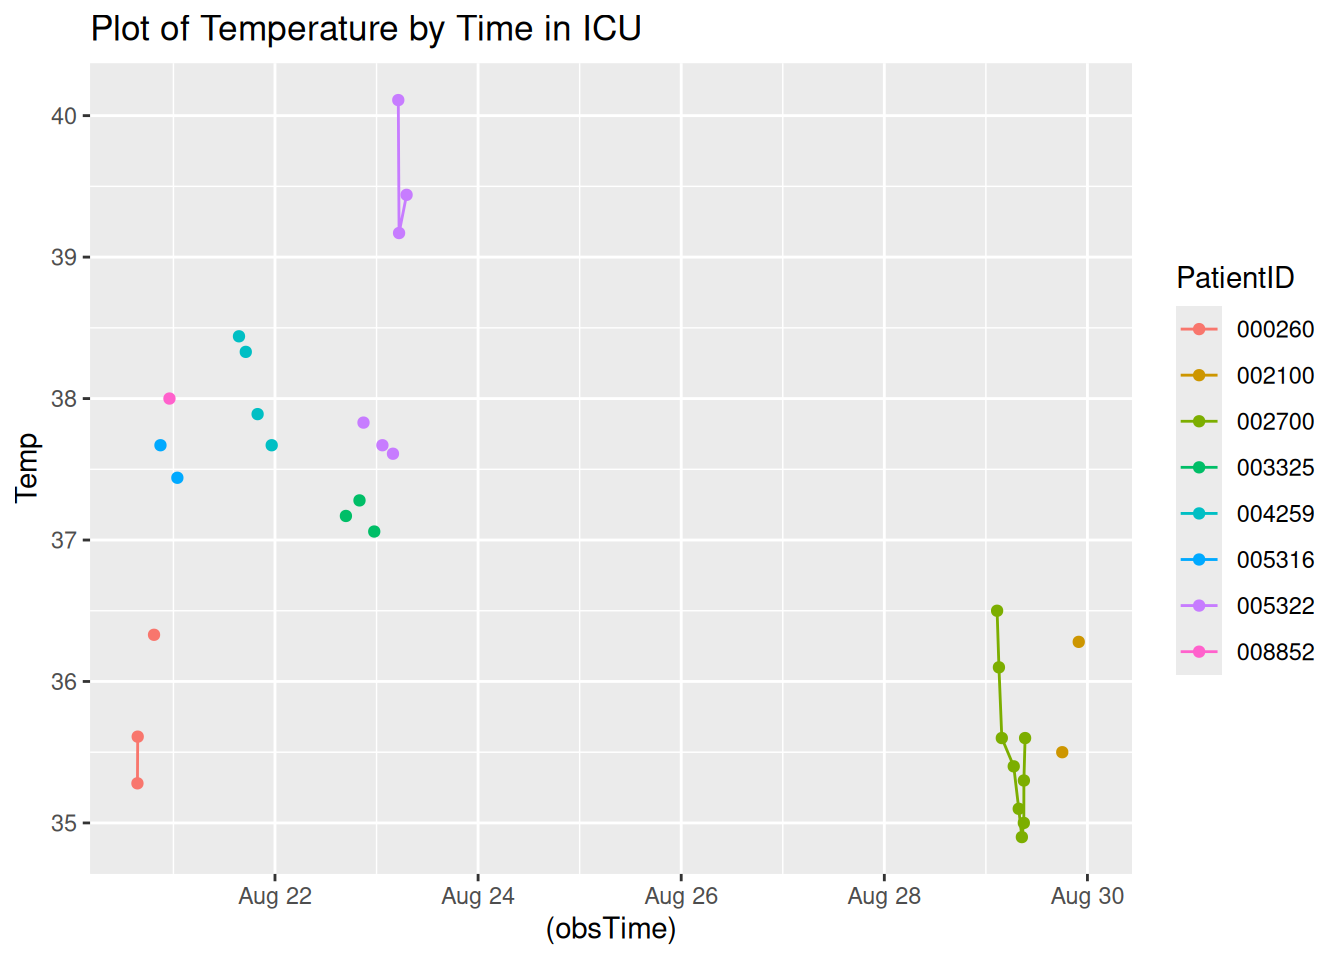 Plot of Temperature by Time in ICU
Temp
40
39
38
37
36
35
Aug 22
Aug 24
Aug 26
Aug 28
Aug 30
(obsTime)
PatientID
000260
002100
002700
003325
004259
005316
005322
008852